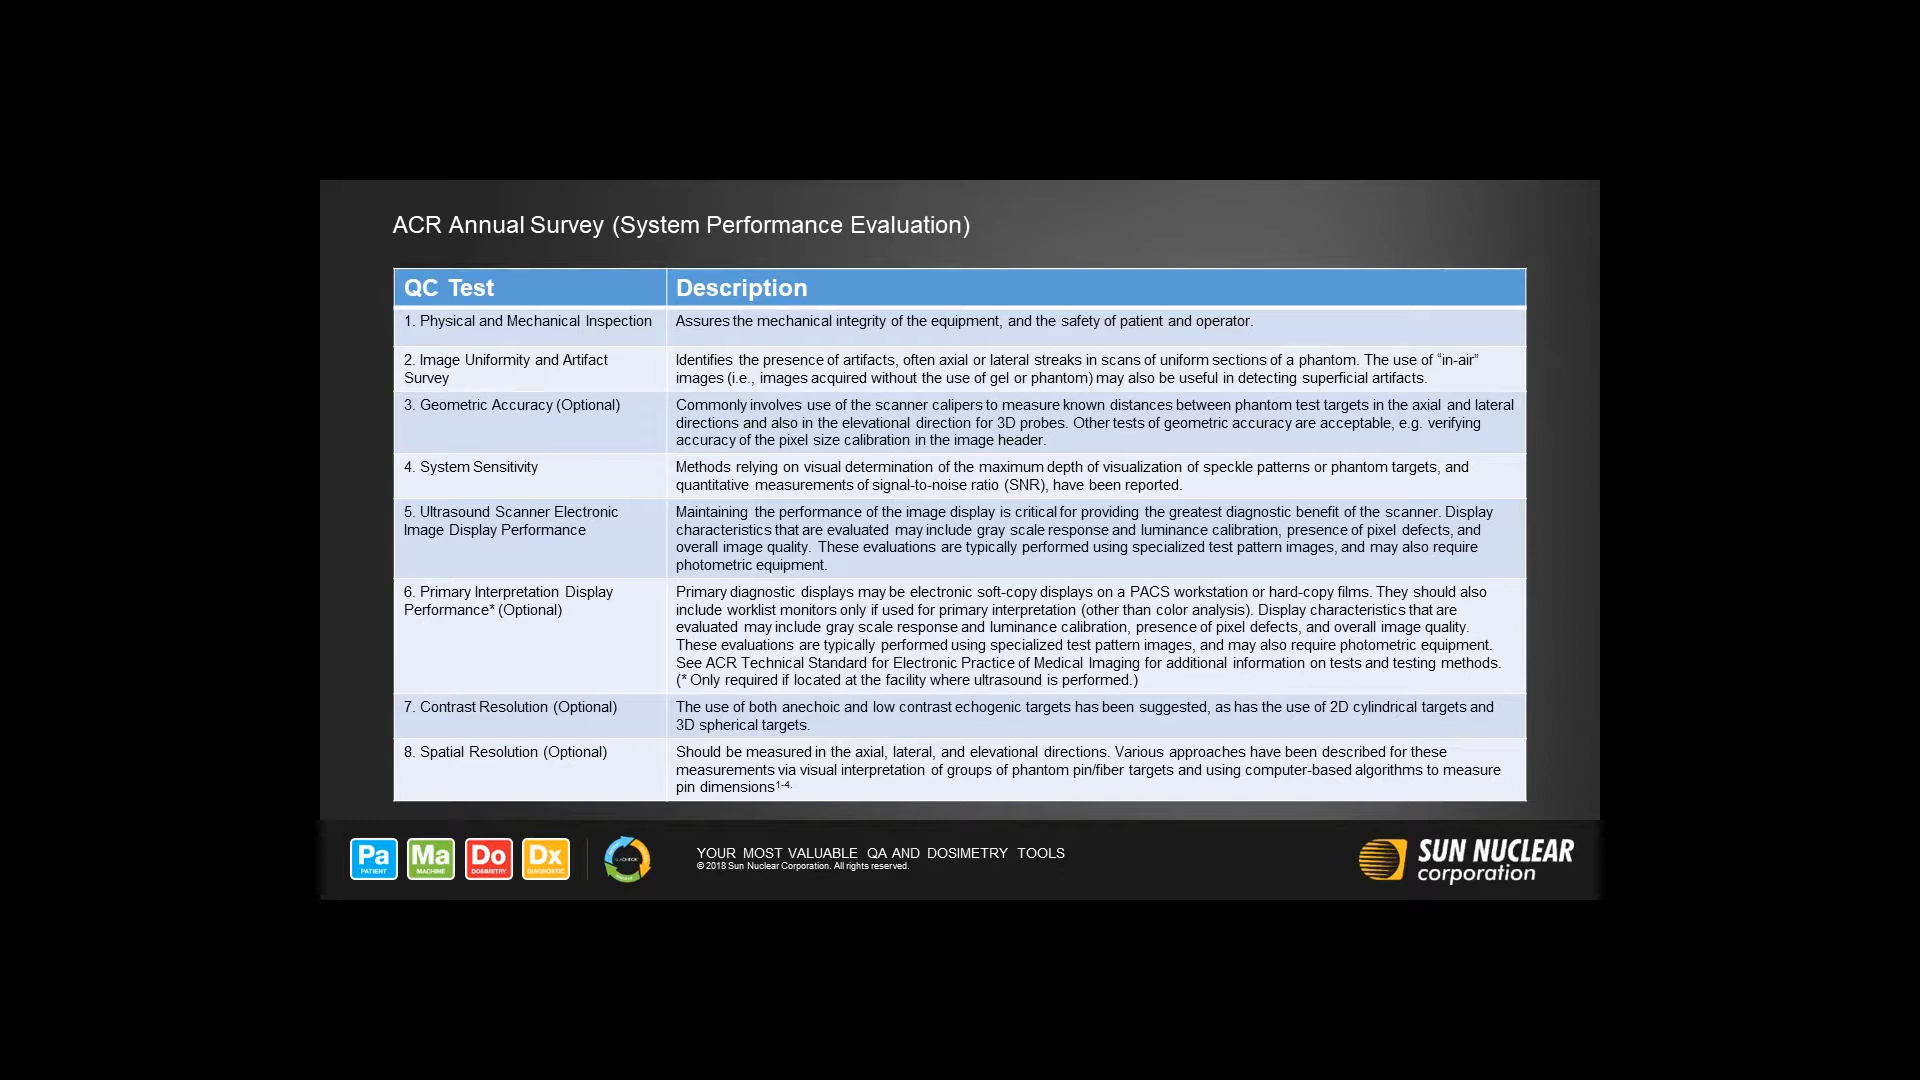 ACR Annual Survey (System Performance Evaluation)
QC Test
Description
1. Physical and Mechanical Inspection
Assures the mechanical integrity of the equipment, and the safety of patient and operator.
2. Image Uniformity and Artifact
Survey
Identifies the presence of artifacts, often axial or lateral streaks in scans of uniform sections of a phantom. The use of “in-air”
images (i.e., images acquired without the use of gel or phantom) may also be useful in detecting superficial artifacts.
3. Geometric Accuracy (Optional)
Commonly involves use of the scanner calipers to measure known distances between phantom test targets in the axial and lateral
directions and also in the elevational direction for 3D probes. Other tests of geometric accuracy are acceptable, e.g. verifying
accuracy of the pixel size calibration in the image header.
4. System Sensitivity
Methods relying on visual determination of the maximum depth of visualization of speckle patterns or phantom targets, and
quantitative measurements of signal-to-noise ratio (SNR), have been reported.
5. Ultrasound Scanner Electronic
Image Display Performance
Maintaining the performance of the image display is critical for providing the greatest diagnostic benefit of the scanner. Display
characteristics that are evaluated may include gray scale response and luminance calibration, presence of pixel defects, and
overall image quality. These evaluations are typically performed using specialized test pattern images, and may also require
photometric equipment.
6. Primary Interpretation Display
Performance* (Optional)
Primary diagnostic displays may be electronic soft-copy displays on a PACS workstation or hard-copy films. They should also
include worklist monitors only if used for primary interpretation (other than color analysis). Display characteristics that are
evaluated may include gray scale response and luminance calibration, presence of pixel defects, and overall image quality.
These evaluations are typically performed using specialized test pattern images, and may also require photometric equipment.
See ACR Technical Standard for Electronic Practice of Medical Imaging for additional information on tests and testing methods.
(* Only required if located at the facility where ultrasound is performed.)
7. Contrast Resolution (Optional)
The use of both anechoic and low contrast echogenic targets has been suggested, as has the use of 2D cylindrical targets and
3D spherical targets.
8. Spatial Resolution (Optional)
Should be measured in the axial, lateral, and elevational directions. Various approaches have been described for these
measurements via visual interpretation of groups of phantom pin/fiber targets and using computer-based algorithms to measure
pin dimensions1-4.
Pa
PATIENT
Ma
MACHINE
Do
DOSIMETRY
Dx
DIAGNOSTIC
YOUR MOST VALUABLE QA AND DOSIMETRY TOOLS
© 2018 Sun Nuclear Corporation. All rights reserved.
SUN NUCLEAR
corporation